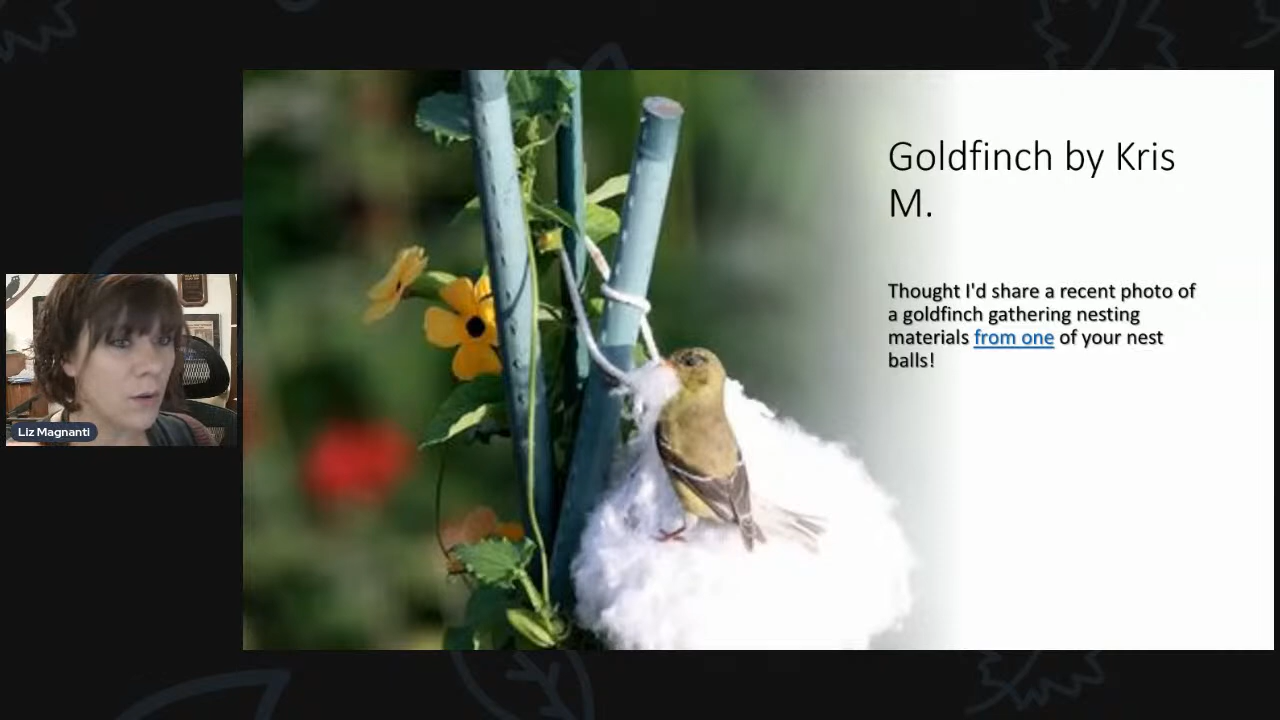 Goldfinch by Kris
M.
Thought I'd share a recent photo of
a goldfinch gathering nesting
materials from one of your nest
balls!
Liz Magnanti